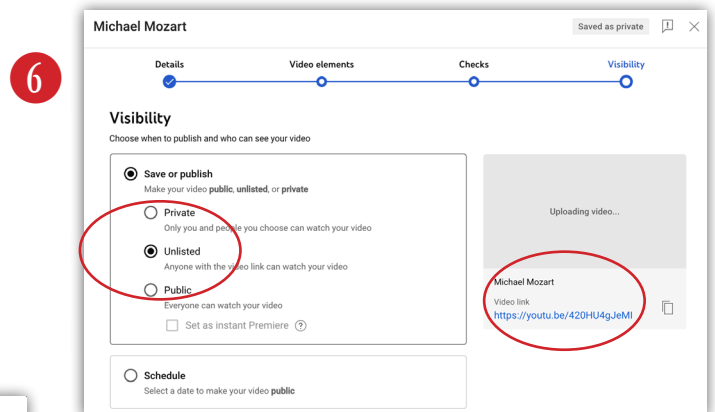 6
Michael Mozart
Saved as private
Details
Video elements
Checks
Visibility
Visibility
Choose when to publish and who can see your video
Save or publish
Make your video public, unlisted, or private
Private
Only you and people you choose can watch your video
Unlisted
Anyone with the video link can watch your video
Public
Everyone can watch your video
Set as instant Premiere ?
Schedule
Select a date to make your video public
Uploading video...
Michael Mozart
Video link
https://youtu.be/420HU4gJeMI